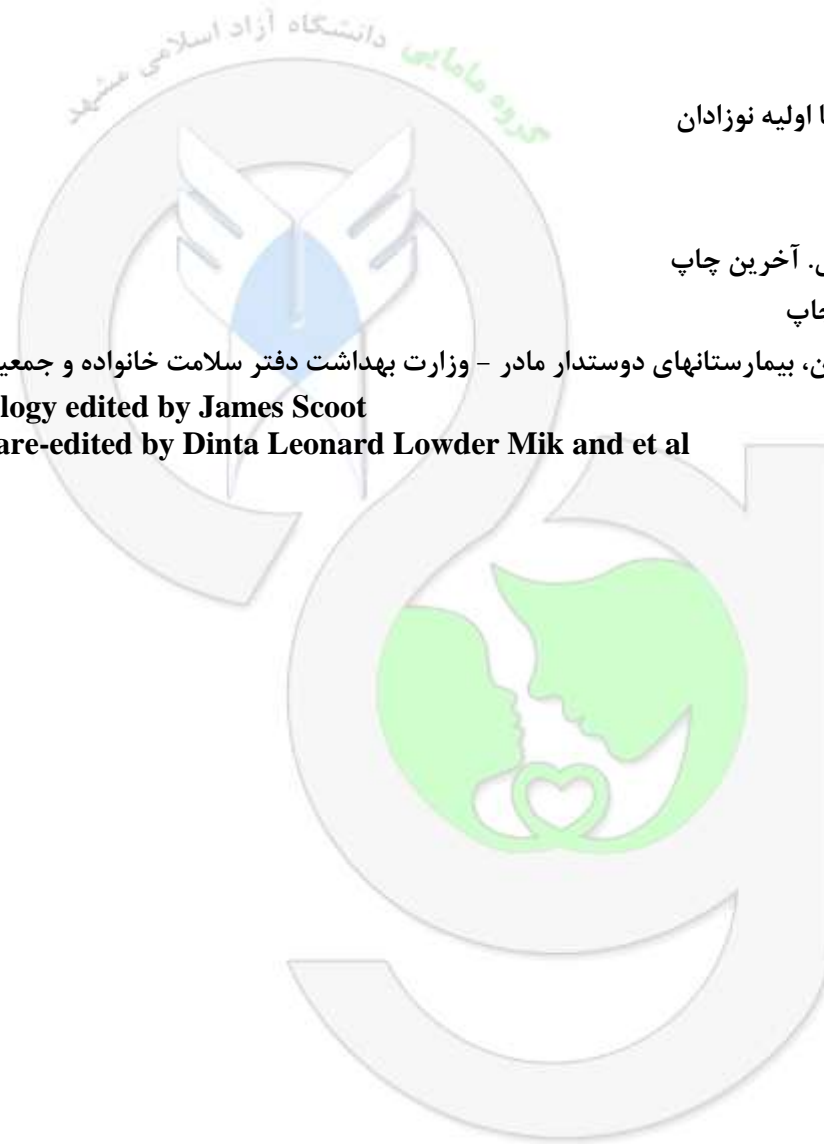 گروه مامایی دانشگاه آزاد اسلامی مشهد
ا اولیه نوزادان
آخرین چاپ
چاپ
بیمارستانهای دوستدار مادر - وزارت بهداشت دفتر سلامت خانواده و
logy edited by James Scoot
are-edited by Dinta Leonard Lowder Mik and et al